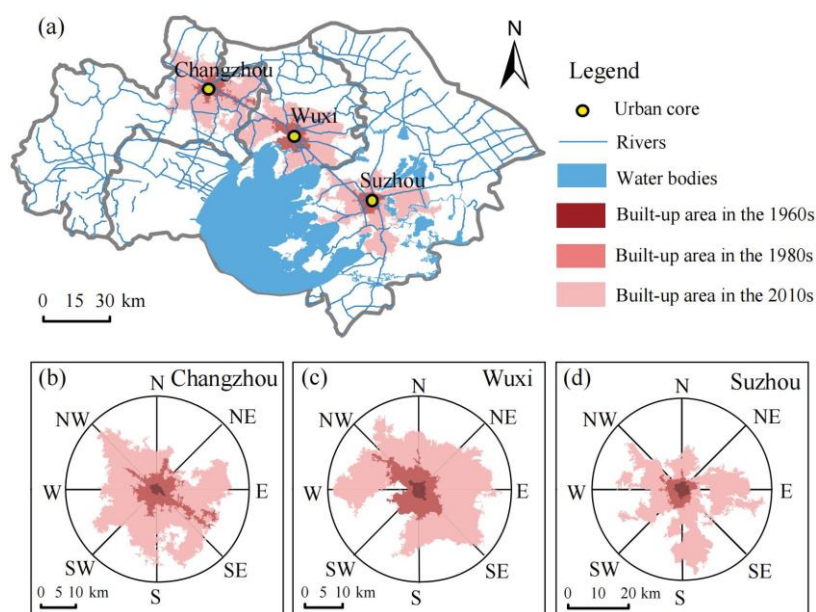 (a)
N
Changzhou
Wuxi
Suzhou
0 15 30 km
Legend
Urban core
Rivers
Water bodies
Built-up area in the 1960s
Built-up area in the 1980s
Built-up area in the 2010s
(b)
Changzhou
N
NW
NE
W
E
SW
SE
S
0 5 10 km
(c)
Wuxi
N
NW
NE
W
E
SW
SE
S
0 5 10 km
(d)
Suzhou
N
NW
NE
W
E
SW
SE
S
0 10 20 km